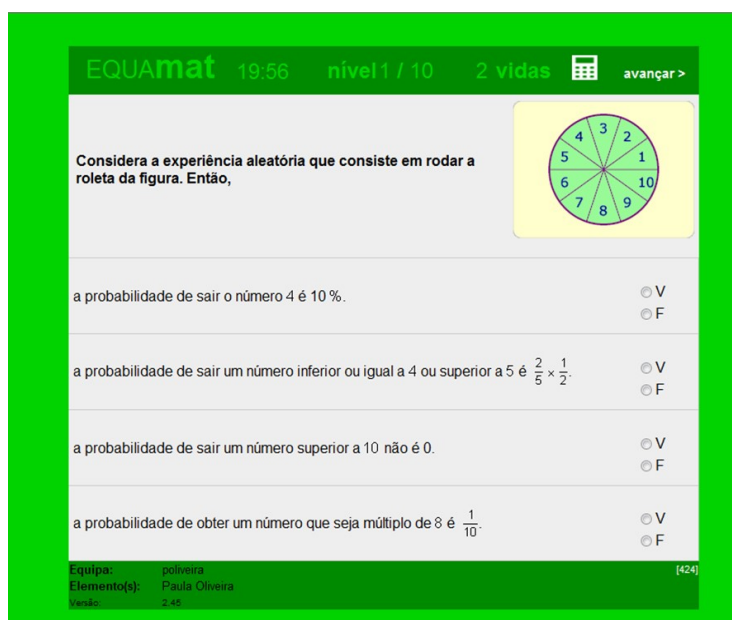 EQUAmat 19:56 nível 1 / 10 2 vidas avançar >
Considera a experiência aleatória que consiste em rodar a
roleta da figura. Então,
3
4 2
5 1
6 10
7 9
8
a probabilidade de sair o número 4 é 10 %.
V
F
a probabilidade de sair um número inferior ou igual a 4 ou superior a 5 é 2/5 × 1/2.
V
F
a probabilidade de sair um número superior a 10 não é 0.
V
F
a probabilidade de obter um número que seja múltiplo de 8 é 1/10.
V
F
Equipa: poliveira [424]
Elemento(s): Paula Oliveira
Versão: 2.45